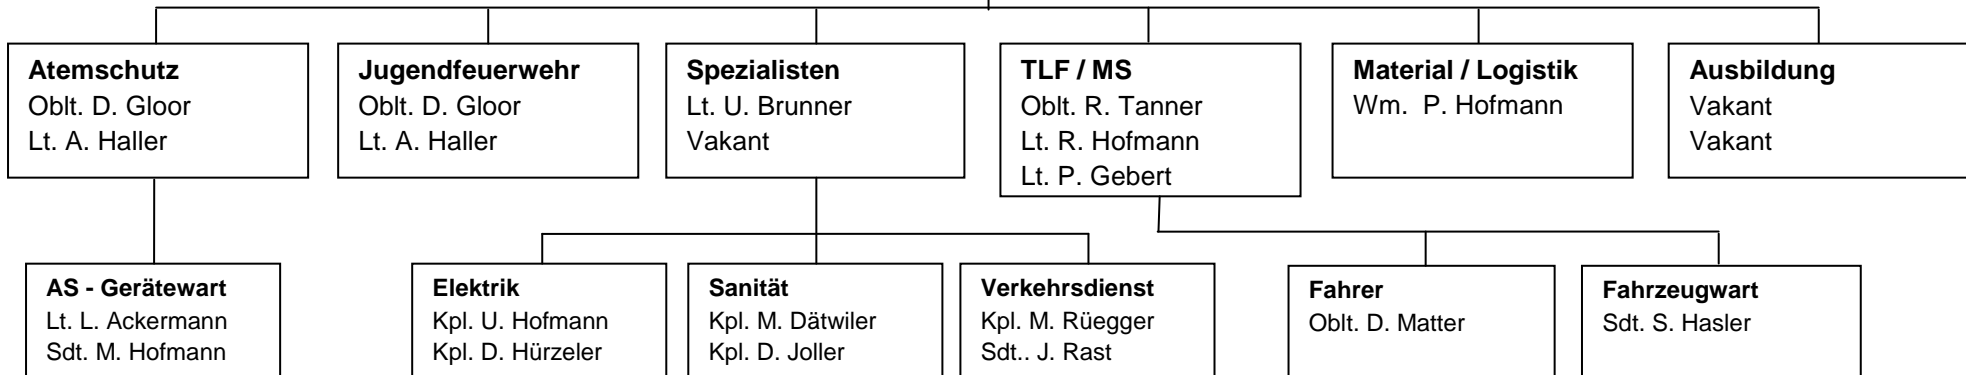 Atemschutz
Oblt. D. Gloor
Lt. A. Haller
Jugendfeuerwehr
Oblt. D. Gloor
Lt. A. Haller
Spezialisten
Lt. U. Brunner
Vakant
TLF / MS
Oblt. R. Tanner
Lt. R. Hofmann
Lt. P. Gebert
Material / Logistik
Wm.  P. Hofmann
Ausbildung
Vakant
Vakant
AS - Gerätewart
Lt. L. Ackermann
Sdt. M. Hofmann
Elektrik
Kpl. U. Hofmann
Kpl. D. Hürzeler
Sanität
Kpl. M. Dätwiler
Kpl. D. Joller
Verkehrsdienst
Kpl. M. Rüegger
Sdt.. J. Rast
Fahrer
Oblt. D. Matter
Fahrzeugwart
Sdt. S. Hasler